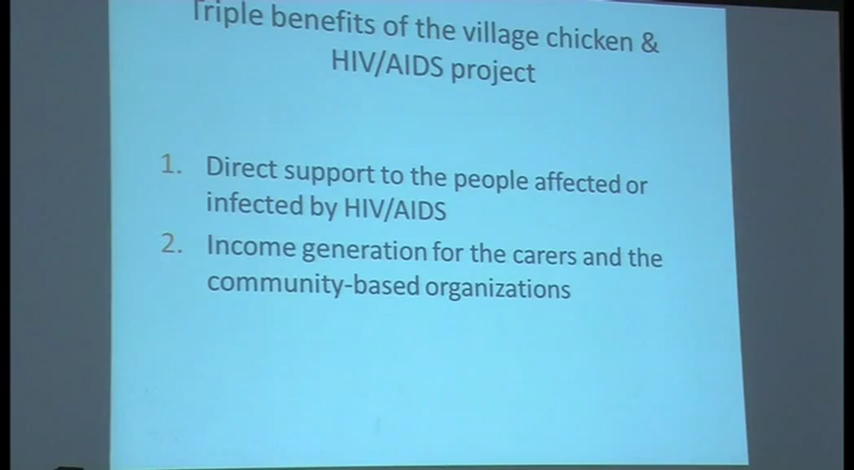 Triple benefits of the village chicken &
HIV/AIDS project
1. Direct support to the people affected or
infected by HIV/AIDS
2. Income generation for the carers and the
community-based organizations